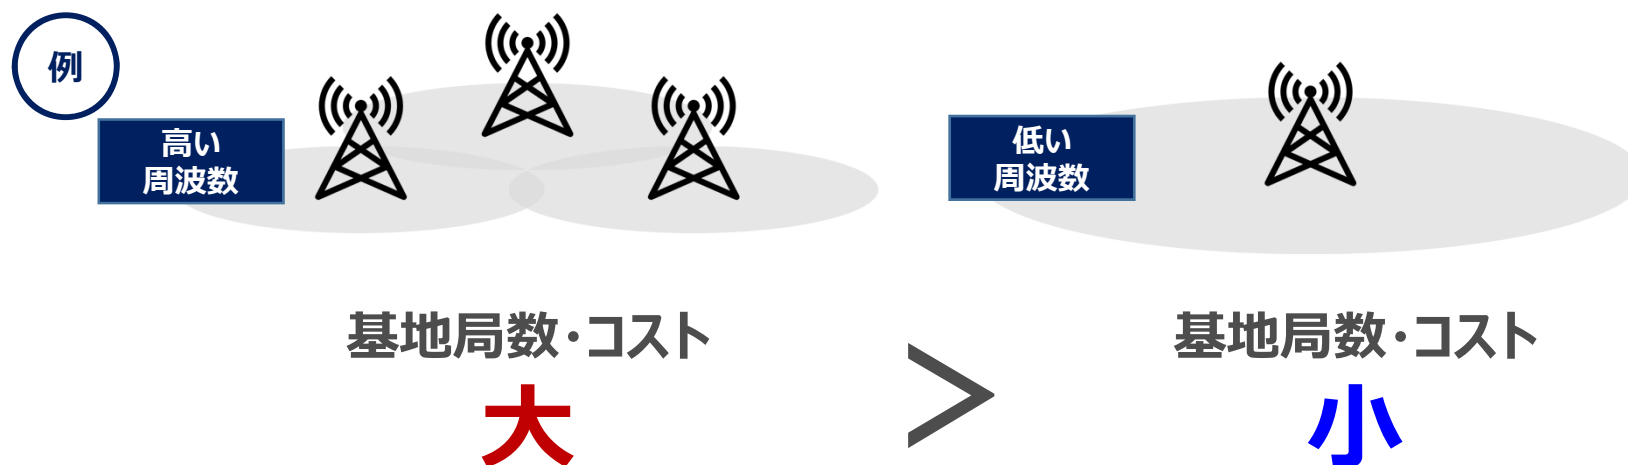 例
高い
周波数
低い
周波数
基地局数・コスト
大
＞
基地局数・コスト
小